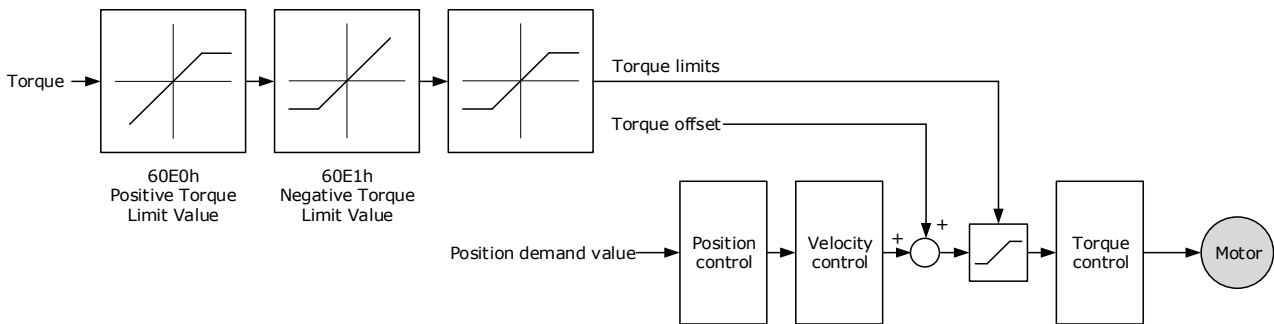 Torque
60E0h
Positive Torque
Limit Value
60E1h
Negative Torque
Limit Value
Torque limits
Torque offset
Position demand value
Position
control
Velocity
control
+
+
Torque
control
Motor